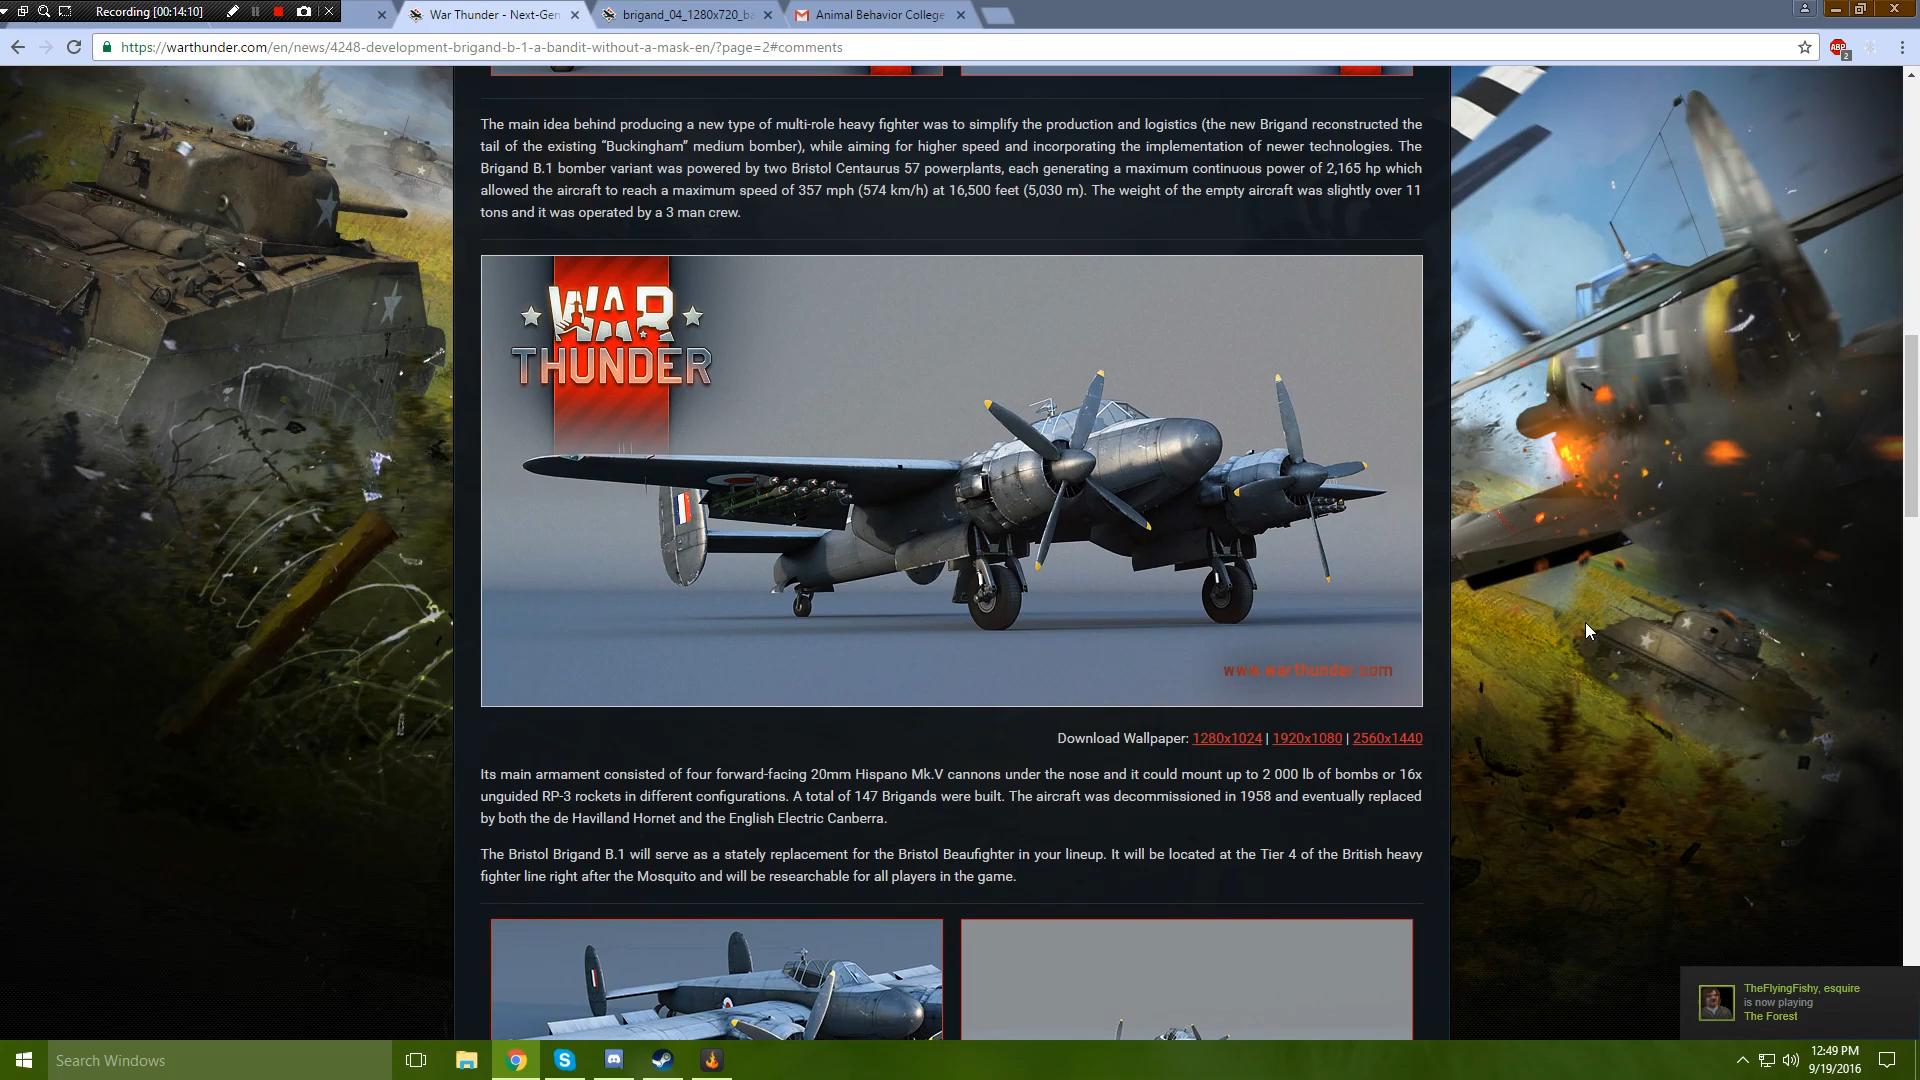 Recording [00:14:10]
War Thunder - Next-Gen
brigand_04_1280x720_ba
Animal Behavior College
https://warthunder.com/en/news/4248-development-brigand-b-1-a-bandit-without-a-mask-en/?page=2#comments
ABP
2
The main idea behind producing a new type of multi-role heavy fighter was to simplify the production and logistics (the new Brigand reconstructed the
tail of the existing “Buckingham” medium bomber), while aiming for higher speed and incorporating the implementation of newer technologies. The
Brigand B.1 bomber variant was powered by two Bristol Centaurus 57 powerplants, each generating a maximum continuous power of 2,165 hp which
allowed the aircraft to reach a maximum speed of 357 mph (574 km/h) at 16,500 feet (5,030 m). The weight of the empty aircraft was slightly over 11
tons and it was operated by a 3 man crew.
WAR
THUNDER
www.warthunder.com
Download Wallpaper: 1280x1024 | 1920x1080 | 2560x1440
Its main armament consisted of four forward-facing 20mm Hispano Mk.V cannons under the nose and it could mount up to 2 000 lb of bombs or 16x
unguided RP-3 rockets in different configurations. A total of 147 Brigands were built. The aircraft was decommissioned in 1958 and eventually replaced
by both the de Havilland Hornet and the English Electric Canberra.
The Bristol Brigand B.1 will serve as a stately replacement for the Bristol Beaufighter in your lineup. It will be located at the Tier 4 of the British heavy
fighter line right after the Mosquito and will be researchable for all players in the game.
TheFlyingFishy, esquire
is now playing
The Forest
Search Windows
12:49 PM
9/19/2016